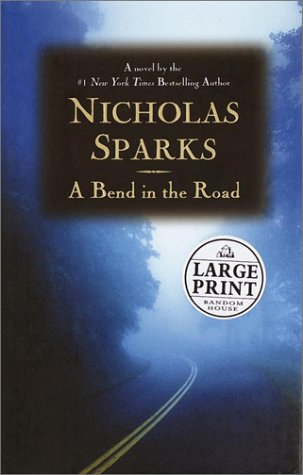 A novel by the
#1 New York Times Bestselling Author
NICHOLAS
SPARKS
A Bend in the Road
LARGE
PRINT
RANDOM
HOUSE